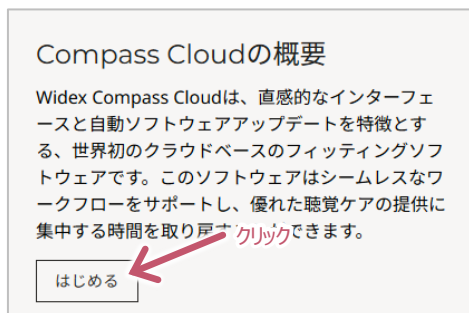 Compass Cloudの概要
Widex Compass Cloudは、直感的なインターフェ
ースと自動ソフトウェアアップデートを特徴とす
る、世界初のクラウドベースのフィッティングソフ
トウェアです。このソフトウェアはシームレスなワ
ークフローをサポートし、優れた聴覚ケアの提供に
集中する時間を取り戻す
クリック
できます。
はじめる